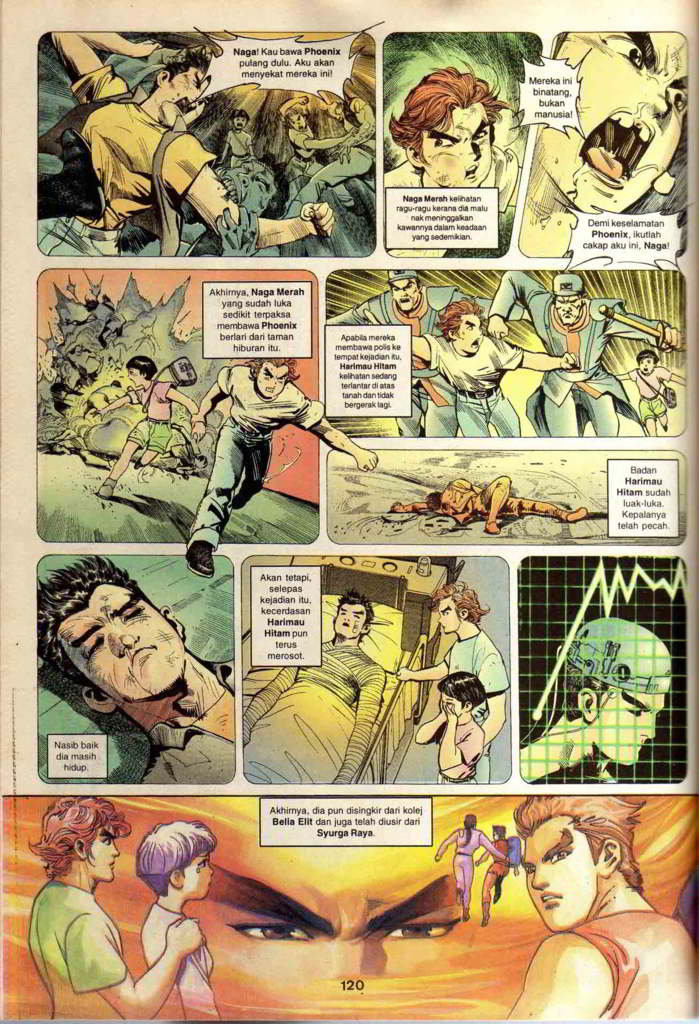 Naga! Kau bawa Phoenix
pulang dulu. Aku akan
menyekat mereka ini!
Naga Merah kelihatan
ragu-ragu kerana dia malu
nak meninggalkan
kawannya dalam keadaan
yang sedemikian.
Mereka ini
binatang,
bukan
manusia!
Demi keselamatan
Phoenix, ikutlah
cakap aku ini, Naga!
Akhirnya, Naga Merah
yang sudah luka
sedikit terpaksa
membawa Phoenix
berlari dari taman
hiburan itu.
Apabila mereka
membawa polis ke
tempat kejadian itu,
Harimau Hitam
kelihatan sedang
terlantar di atas
dan tidak
bergerak lagi.
Badan
Harimau
Hitam sudah
luak-luka.
Kepalanya
telah pecah.
Nasib baik
dia masih
hidup.
Akan tetapi,
selepas
kejadian itu,
kecerdasan
Harimau
Hitam pun
terus
merosot.
Akhirnya, dia pun disingkir dari kolej
Bella Elit dan juga telah diusir dari
Syurga Raya.
120